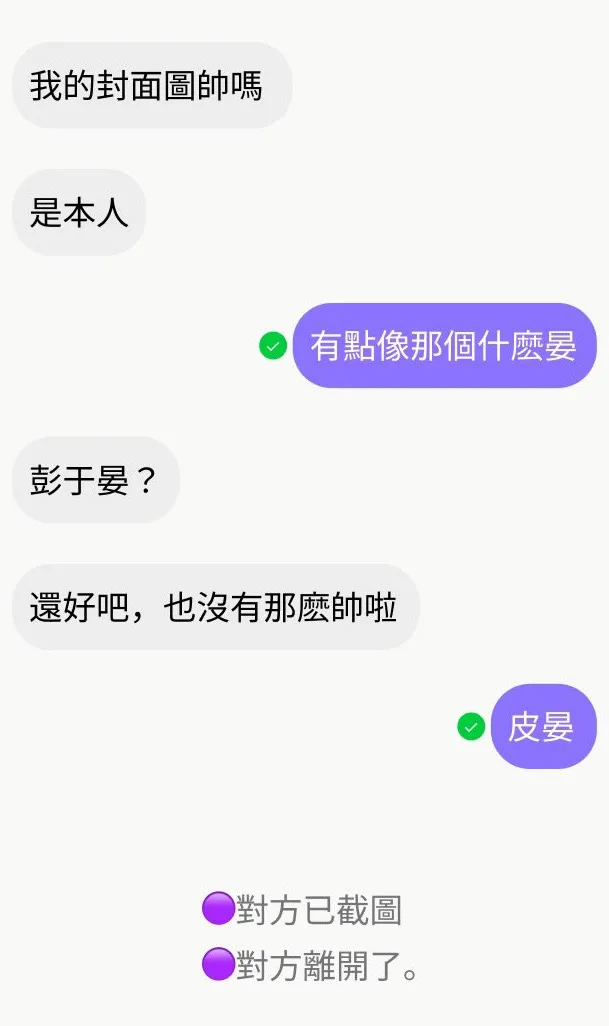 我的封面圖帥嗎
是本人
有點像那個什麽晏
彭于晏？
還好吧，也沒有那麽帥啦
皮晏
對方已截圖
對方離開了。